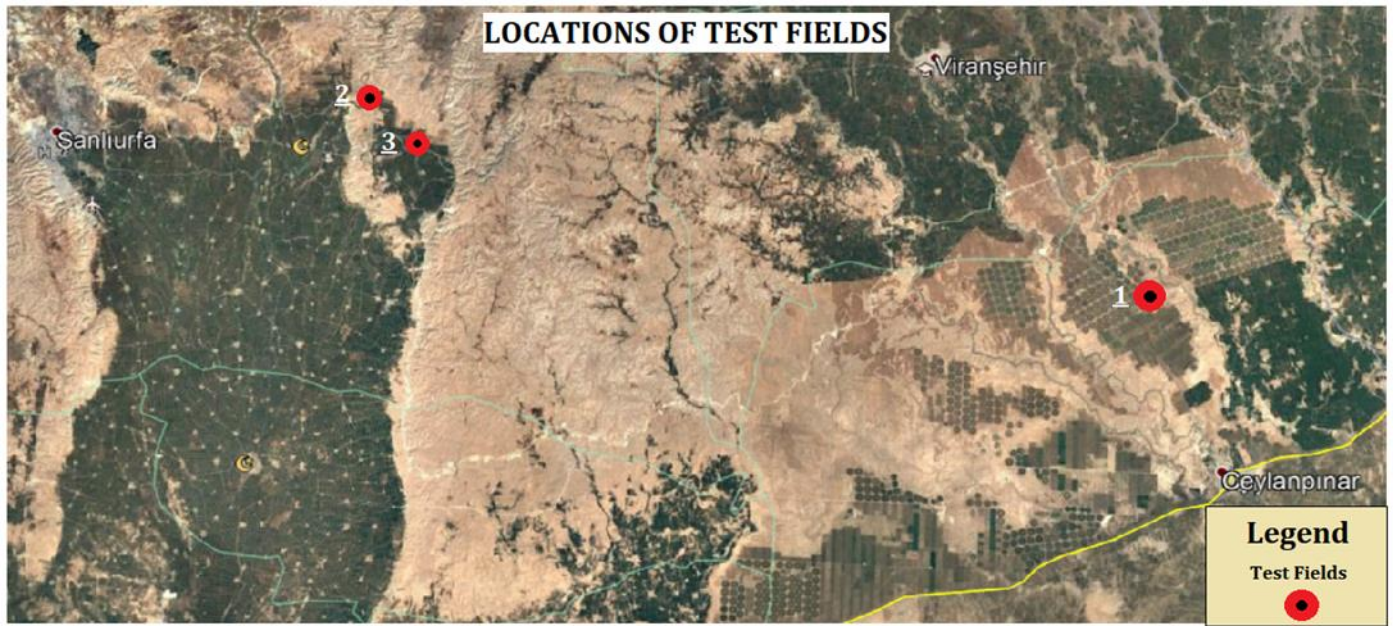 LOCATIONS OF TEST FIELDS
Viranşehir
2
3
Şanlıurfa
1
Ceylanpınar
Legend
Test Fields